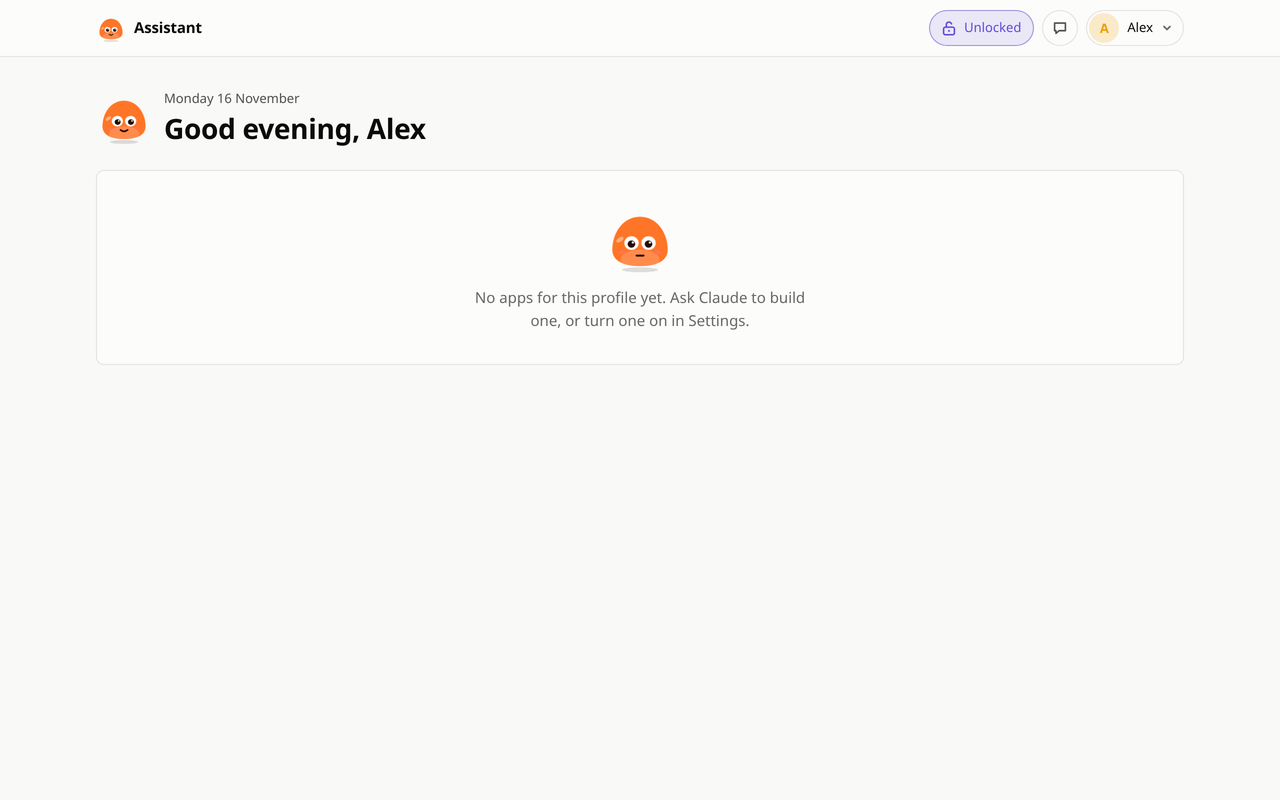 Assistant
Unlocked
A
Alex
Monday 16 November
Good evening, Alex
No apps for this profile yet. Ask Claude to build
one, or turn one on in Settings.